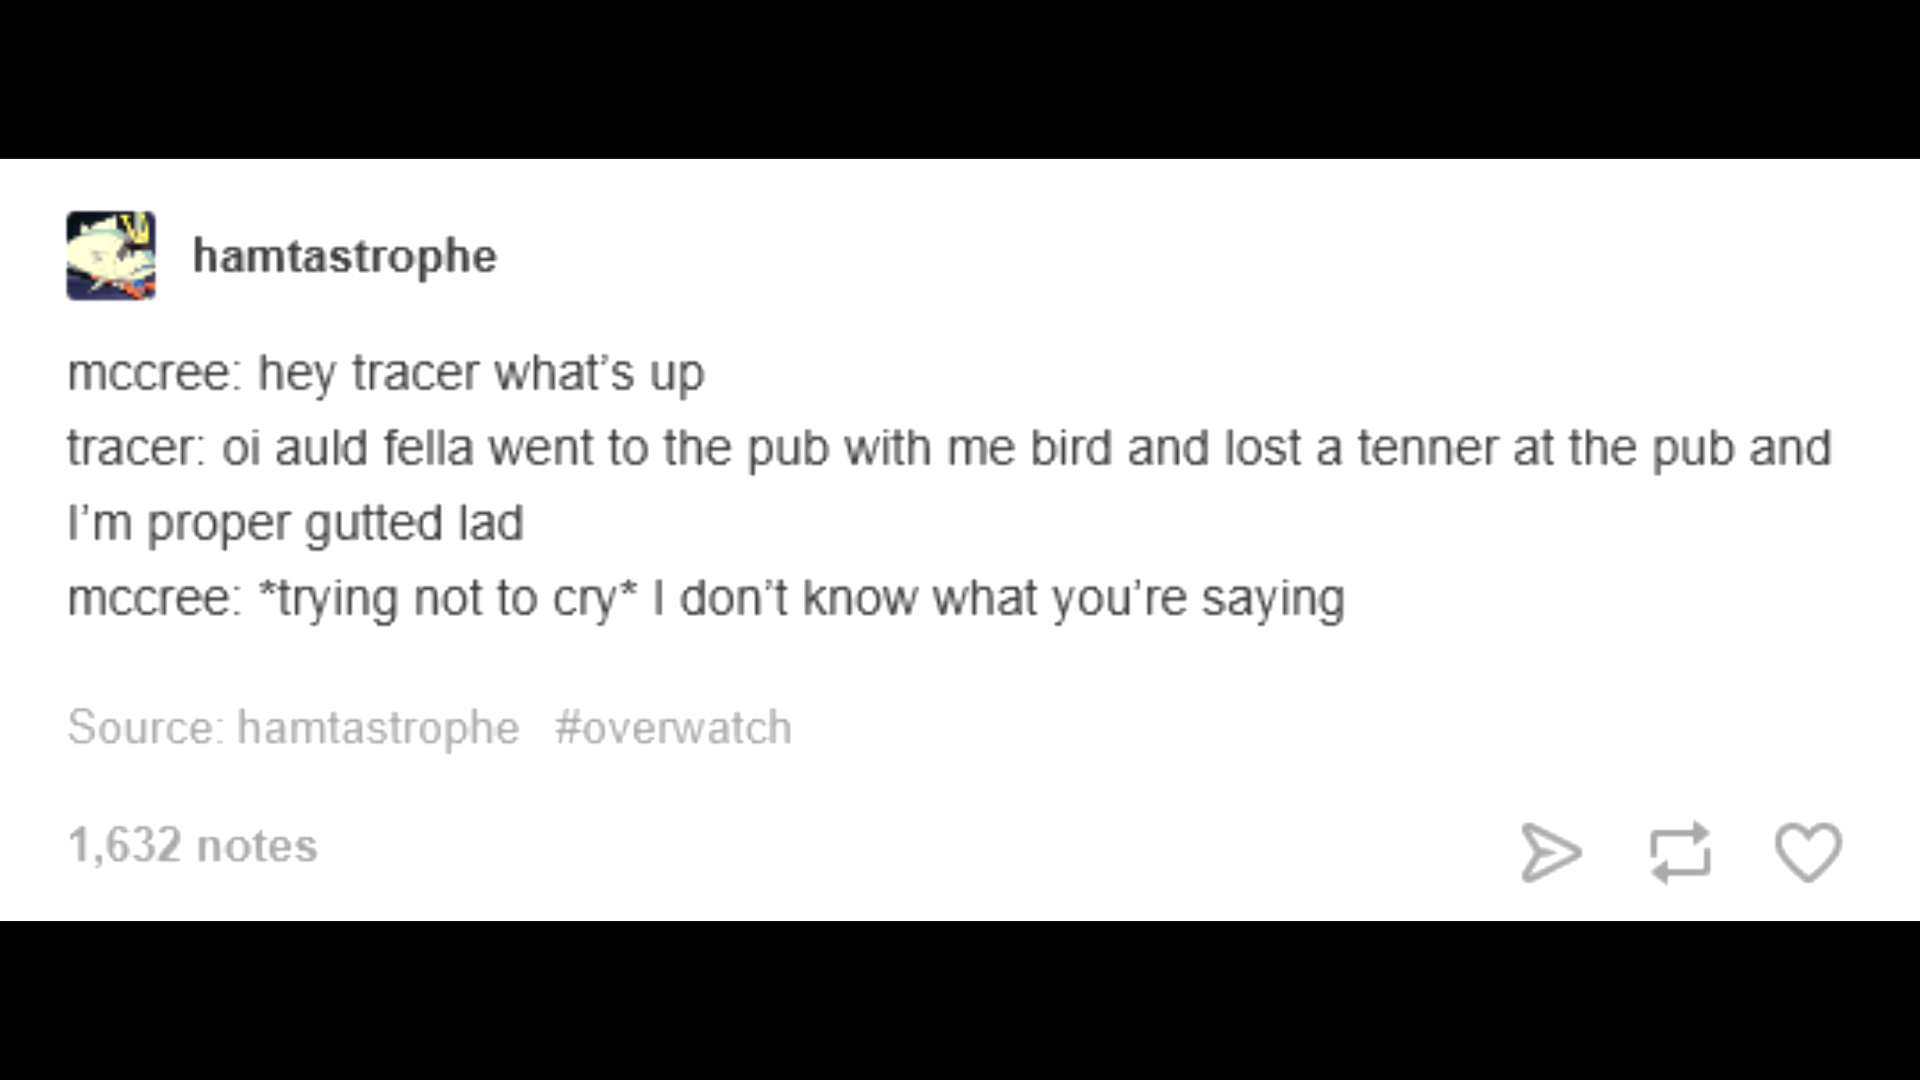 hamtastrophe
mccree: hey tracer what’s up
tracer: oi auld fella went to the pub with me bird and lost a tenner at the pub and
I’m proper gutted lad
mccree: *trying not to cry* I don’t know what you’re saying
Source: hamtastrophe #overwatch
1,632 notes